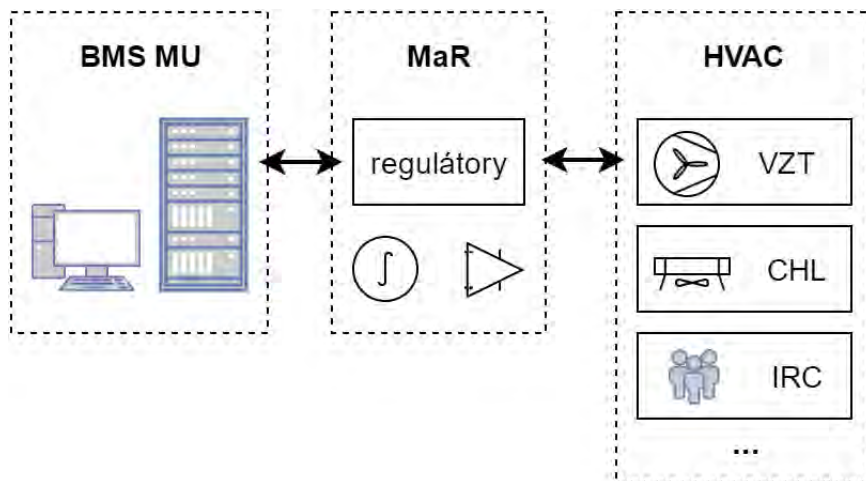 BMS MU
MaR
HVAC
regulátory
VZT
CHL
IRC
...